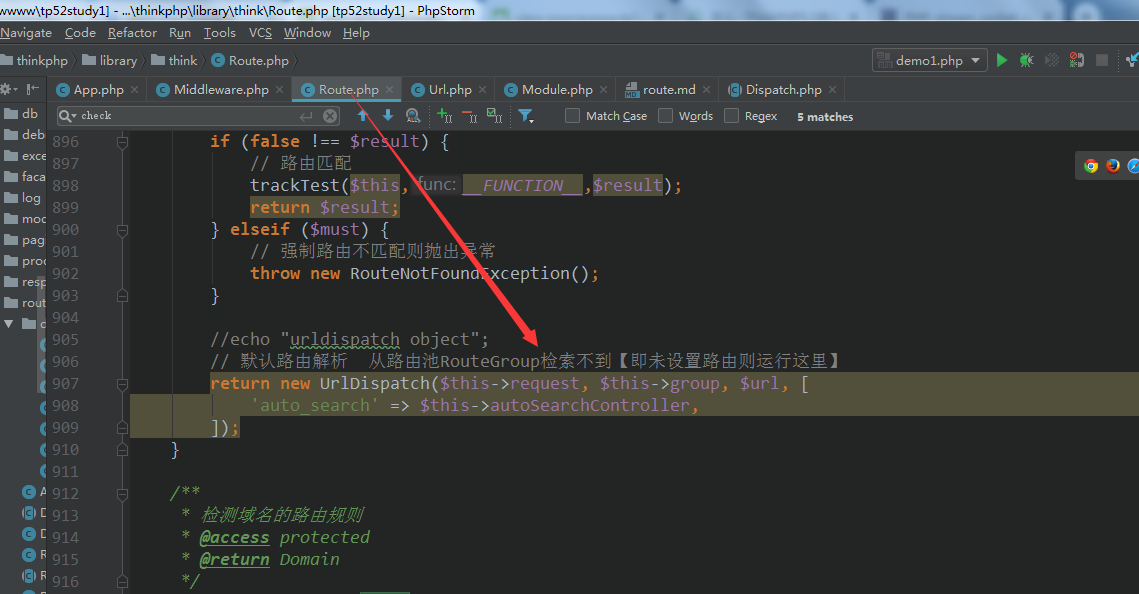 wwww\tp52study1] - ...\thinkphp\library\think\Route.php [tp52study1] - PhpStorm
Navigate Code Refactor Run Tools VCS Window Help
thinkphp library think Route.php demo1.php
App.php Middleware.php Route.php Url.php Module.php route.md Dispatch.php
db check Match Case Words Regex 5 matches
deb
exce
faca
log
mod
pag
proc
resp
rout
896 if (false !== $result) {
897 // 路由匹配
898 trackTest($this, func: __FUNCTION__,$result);
899 return $result;
900 } elseif ($must) {
901 // 强制路由不匹配则抛出异常
902 throw new RouteNotFoundException();
903 }
904
905 //echo "urldispatch object";
906 // 默认路由解析 从路由池RouteGroup检索不到【即未设置路由则运行这里】
907 return new UrlDispatch($this->request, $this->group, $url, [
908 'auto_search' => $this->autoSearchController,
909 ]);
910 }
911
912 /**
913 * 检测域名的路由规则
914 * @access protected
915 * @return Domain
916 */